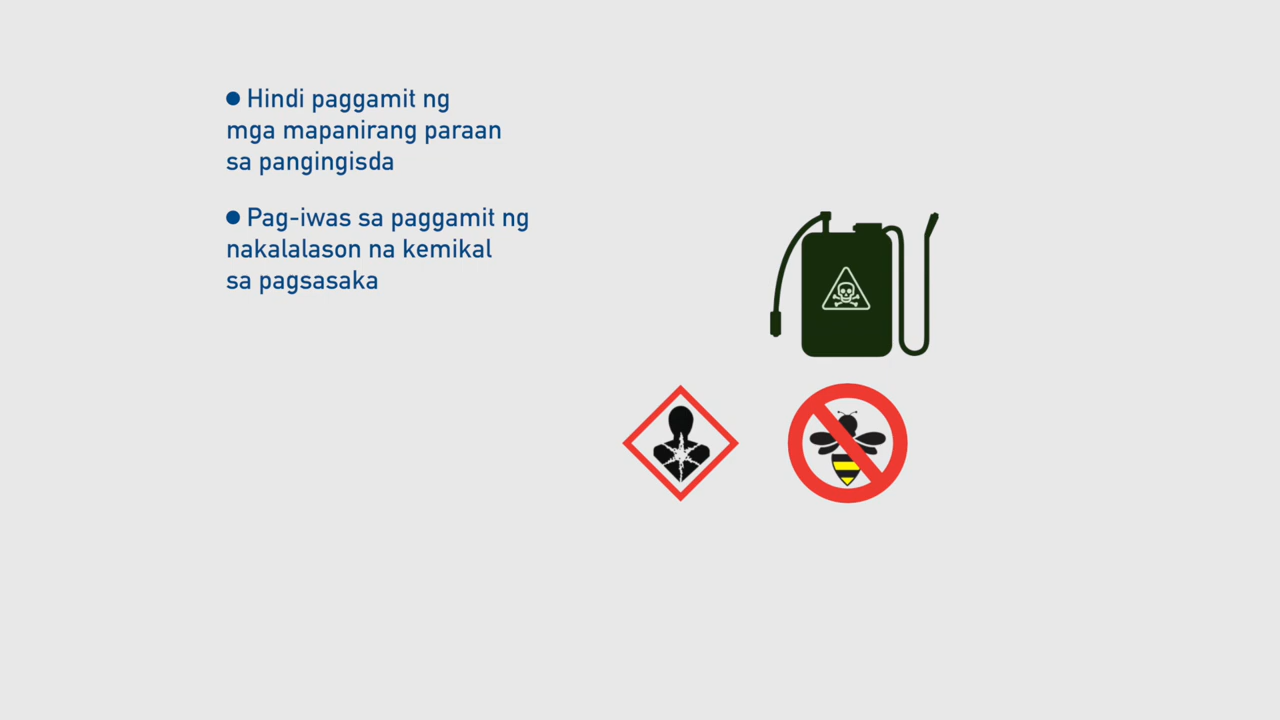 ● Hindi paggamit ng
mga mapanirang paraan
sa pangingisda
● Pag-iwas sa paggamit ng
nakalalason na kemikal
sa pagsasaka